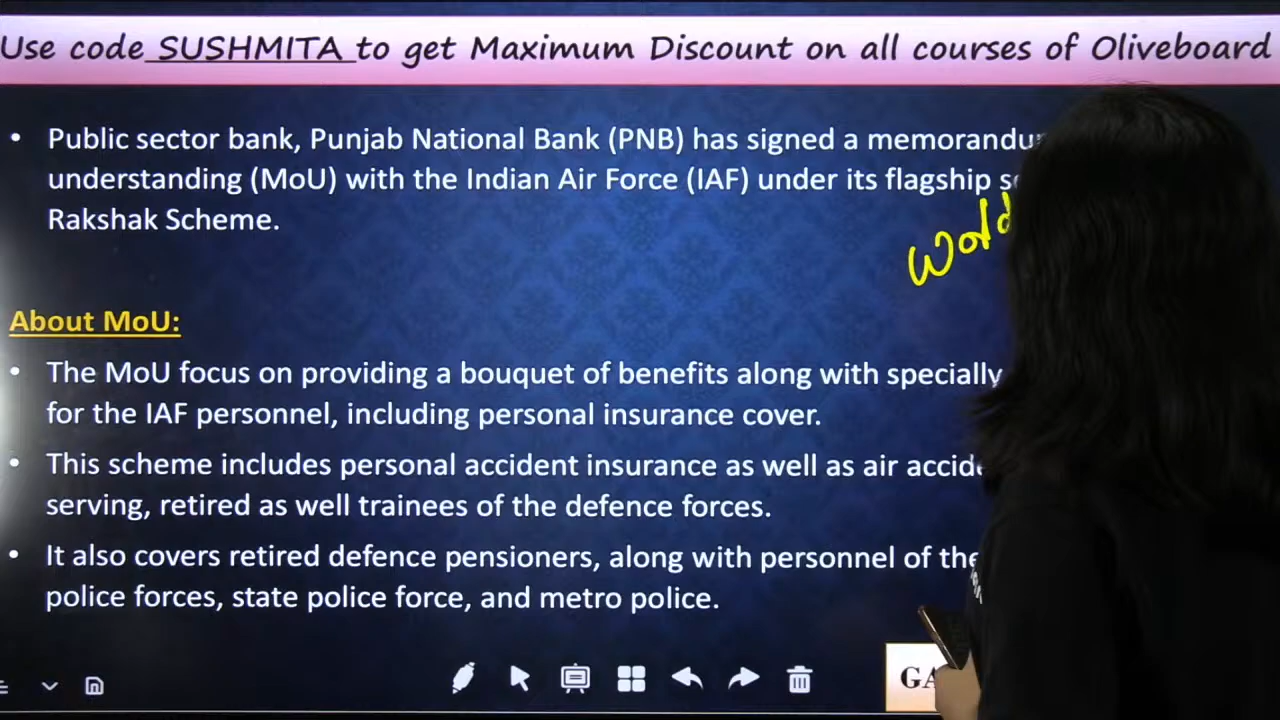 Use code SUSHMITA to get Maximum Discount on all courses of Oliveboard
• Public sector bank, Punjab National Bank (PNB) has signed a
understanding (MoU) with the Indian Air Force (IAF) under its flagship
Rakshak Scheme.
World
About MoU:
• The MoU focus on providing a bouquet of benefits along with specially
for the IAF personnel, including personal insurance cover.
• This scheme includes personal accident insurance as well as air
serving, retired as well trainees of the defence forces.
• It also covers retired defence pensioners, along with personnel of the
police forces, state police force, and metro police.
GA